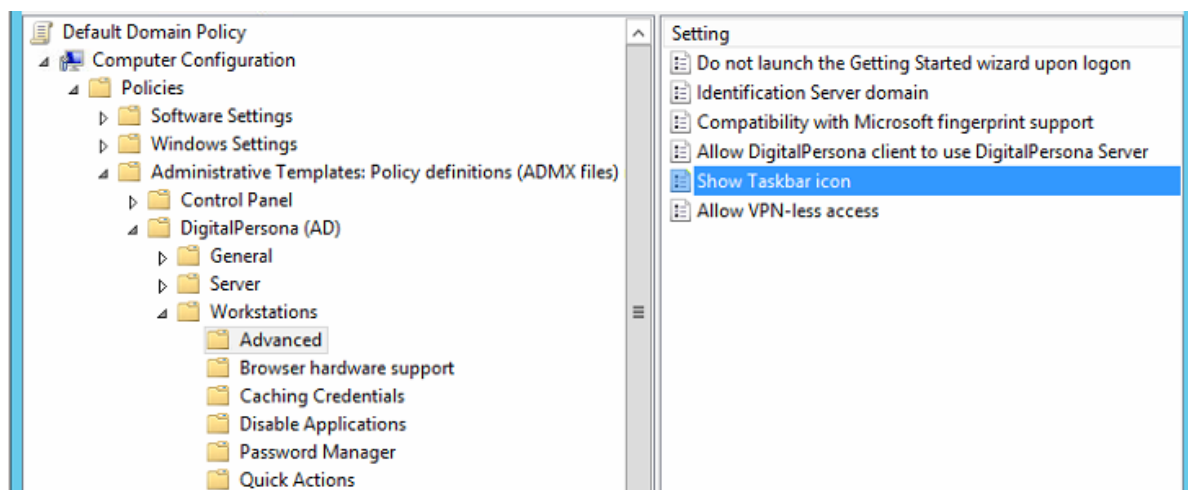 Default Domain Policy
Computer Configuration
Policies
Software Settings
Windows Settings
Administrative Templates: Policy definitions (ADMX files)
Control Panel
DigitalPersona (AD)
General
Server
Workstations
Advanced
Browser hardware support
Caching Credentials
Disable Applications
Password Manager
Quick Actions
Setting
Do not launch the Getting Started wizard upon logon
Identification Server domain
Compatibility with Microsoft fingerprint support
Allow DigitalPersona client to use DigitalPersona Server
Show Taskbar icon
Allow VPN-less access